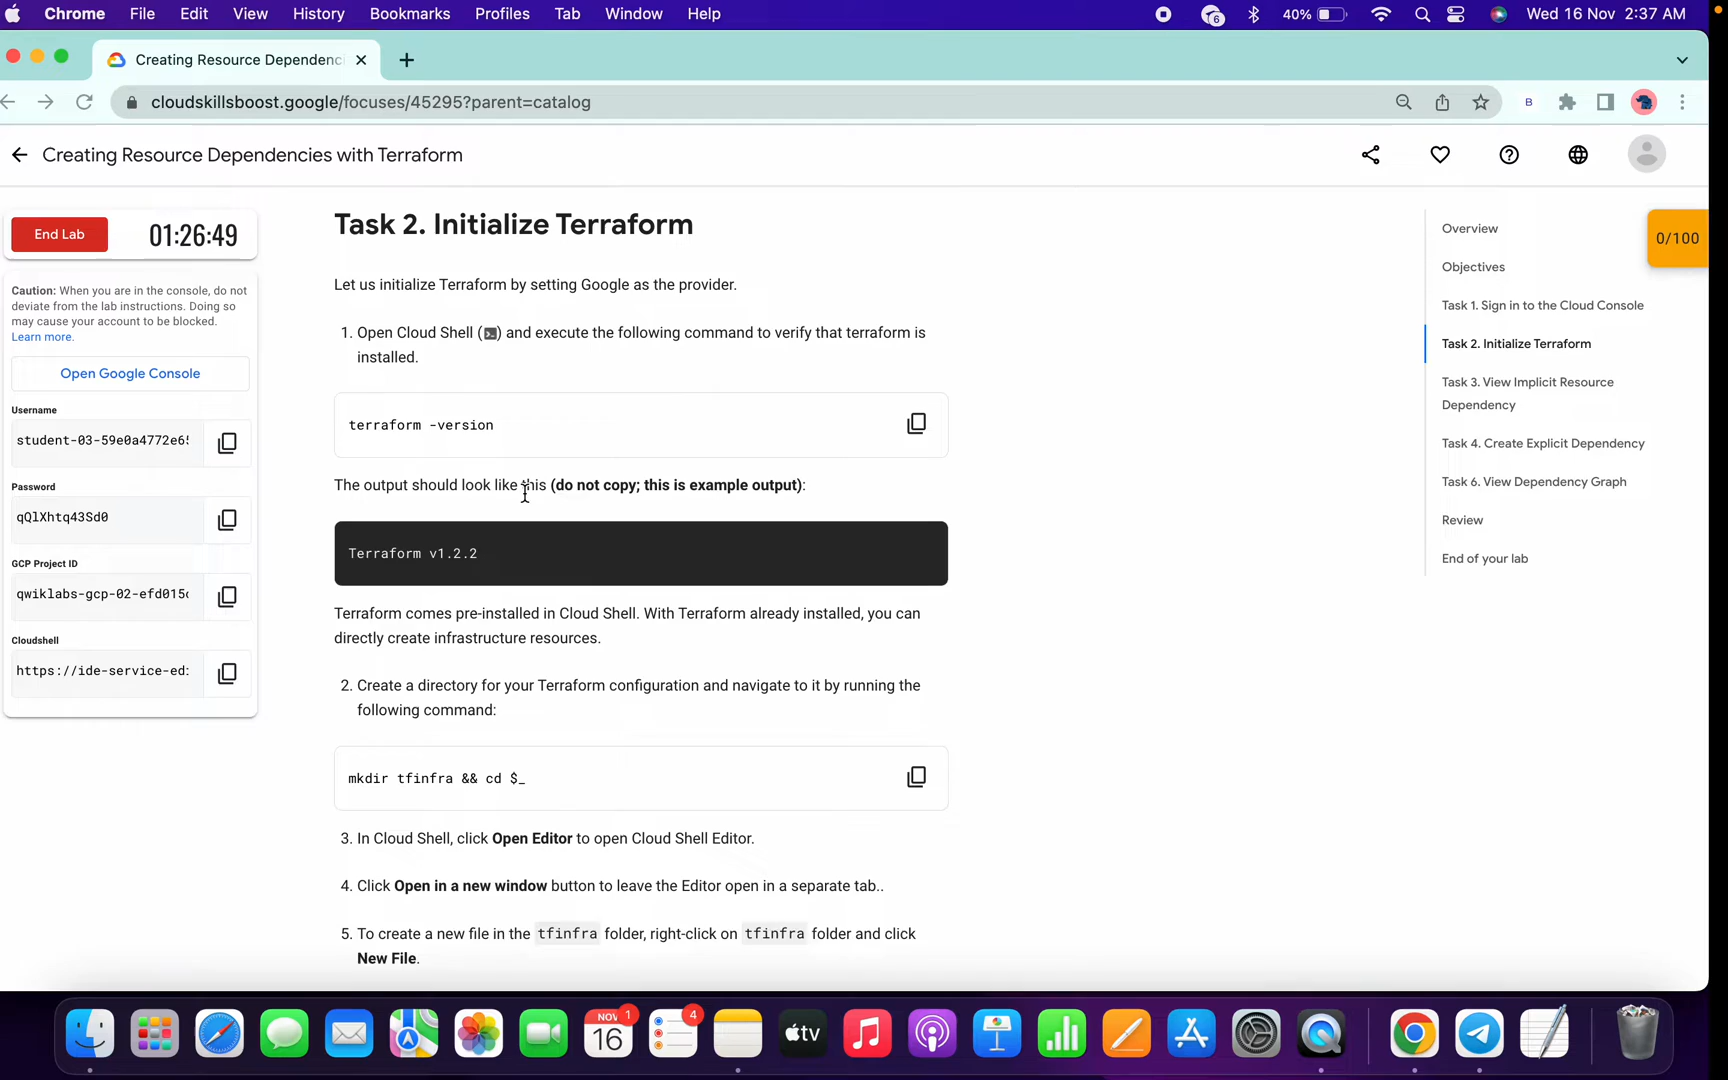 Chrome File Edit View History Bookmarks Profiles Tab Window Help 6 40% Wed 16 Nov 2:37 AM
Creating Resource Dependenc
cloudskillsboost.google/focuses/45295?parent=catalog
B
Creating Resource Dependencies with Terraform
End Lab
01:26:49
Caution: When you are in the console, do not
deviate from the lab instructions. Doing so
may cause your account to be blocked.
Learn more.
Open Google Console
Username
student-03-59e0a4772e6
Password
qQlXhtq43Sd0
GCP Project ID
qwiklabs-gcp-02-efd015
Cloudshell
https://ide-service-ed
Task 2. Initialize Terraform
Let us initialize Terraform by setting Google as the provider.
1. Open Cloud Shell ( ) and execute the following command to verify that terraform is
installed.
terraform -version
The output should look like this (do not copy; this is example output):
Terraform v1.2.2
Terraform comes pre-installed in Cloud Shell. With Terraform already installed, you can
directly create infrastructure resources.
2. Create a directory for your Terraform configuration and navigate to it by running the
following command:
mkdir tfinfra && cd $_
3. In Cloud Shell, click Open Editor to open Cloud Shell Editor.
4. Click Open in a new window button to leave the Editor open in a separate tab..
5. To create a new file in the tfinfra folder, right-click on tfinfra folder and click
New File.
Overview
Objectives
Task 1. Sign in to the Cloud Console
Task 2. Initialize Terraform
Task 3. View Implicit Resource
Dependency
Task 4. Create Explicit Dependency
Task 6. View Dependency Graph
Review
End of your lab
0/100
NOV 1
16
4
tv